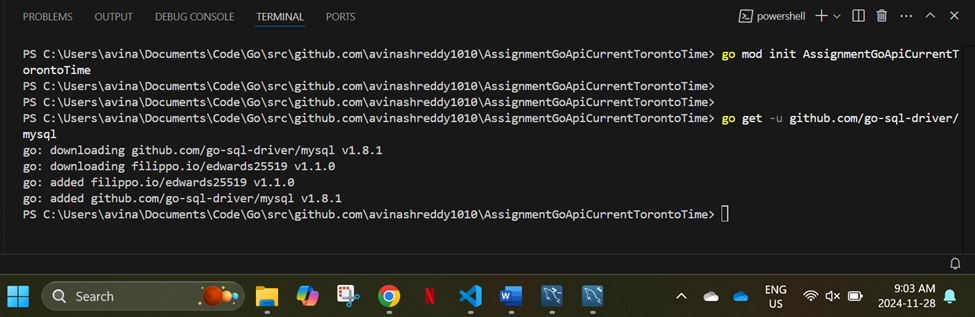 PROBLEMS OUTPUT DEBUG CONSOLE TERMINAL PORTS powershell
PS C:\Users\avina\Documents\Code\Go\src\github.com\avinashreddy1010\AssignmentGoApiCurrentTorontoTime> go mod init AssignmentGoApiCurrentT
orontoTime
PS C:\Users\avina\Documents\Code\Go\src\github.com\avinashreddy1010\AssignmentGoApiCurrentTorontoTime>
PS C:\Users\avina\Documents\Code\Go\src\github.com\avinashreddy1010\AssignmentGoApiCurrentTorontoTime>
PS C:\Users\avina\Documents\Code\Go\src\github.com\avinashreddy1010\AssignmentGoApiCurrentTorontoTime> go get -u github.com/go-sql-driver/
mysql
go: downloading github.com/go-sql-driver/mysql v1.8.1
go: downloading filippo.io/edwards25519 v1.1.0
go: added filippo.io/edwards25519 v1.1.0
go: added github.com/go-sql-driver/mysql v1.8.1
PS C:\Users\avina\Documents\Code\Go\src\github.com\avinashreddy1010\AssignmentGoApiCurrentTorontoTime>
Search
ENG
US
9:03 AM
2024-11-28